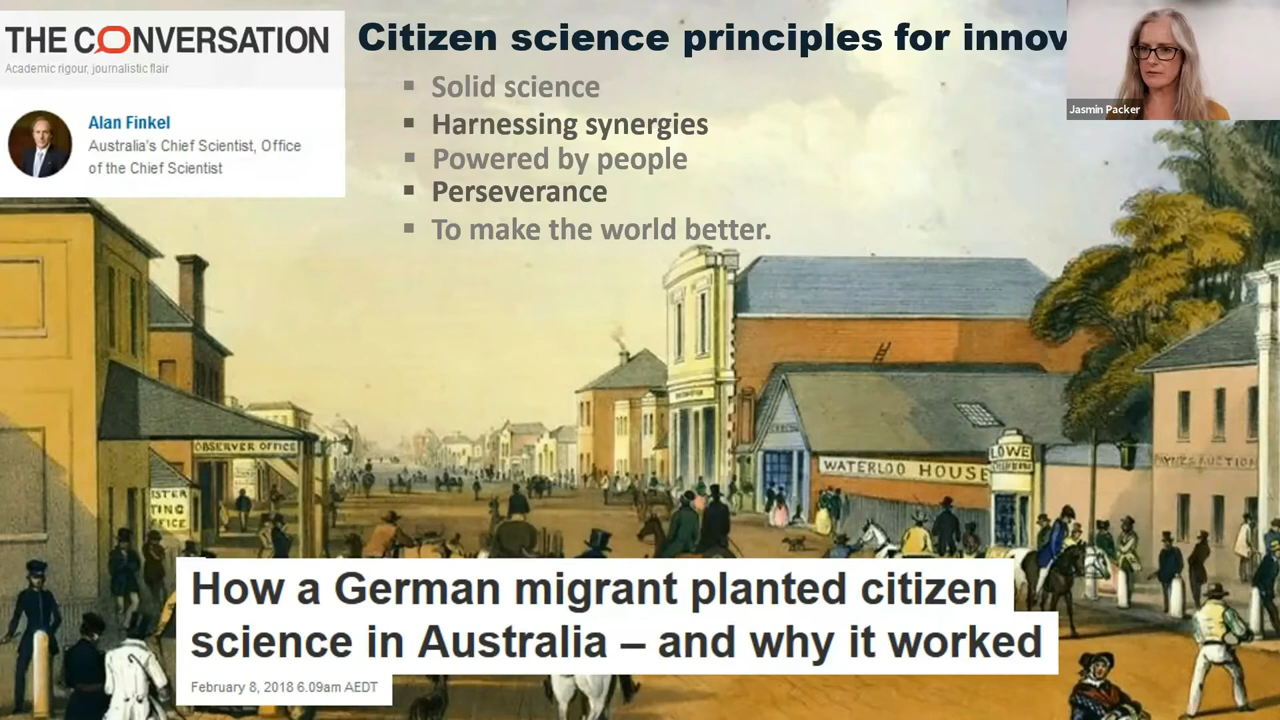 THE CONVERSATION
Academic rigour, journalistic flair
Alan Finkel
Australia's Chief Scientist, Office
of the Chief Scientist
Citizen science principles for innov
▪ Solid science
▪ Harnessing synergies
▪ Powered by people
▪ Perseverance
▪ To make the world better.
Jasmin Packer
OBSERVER OFFICE
WATERLOO HOUSE
LOWE
How a German migrant planted citizen
science in Australia – and why it worked
February 8, 2018 6.09am AEDT